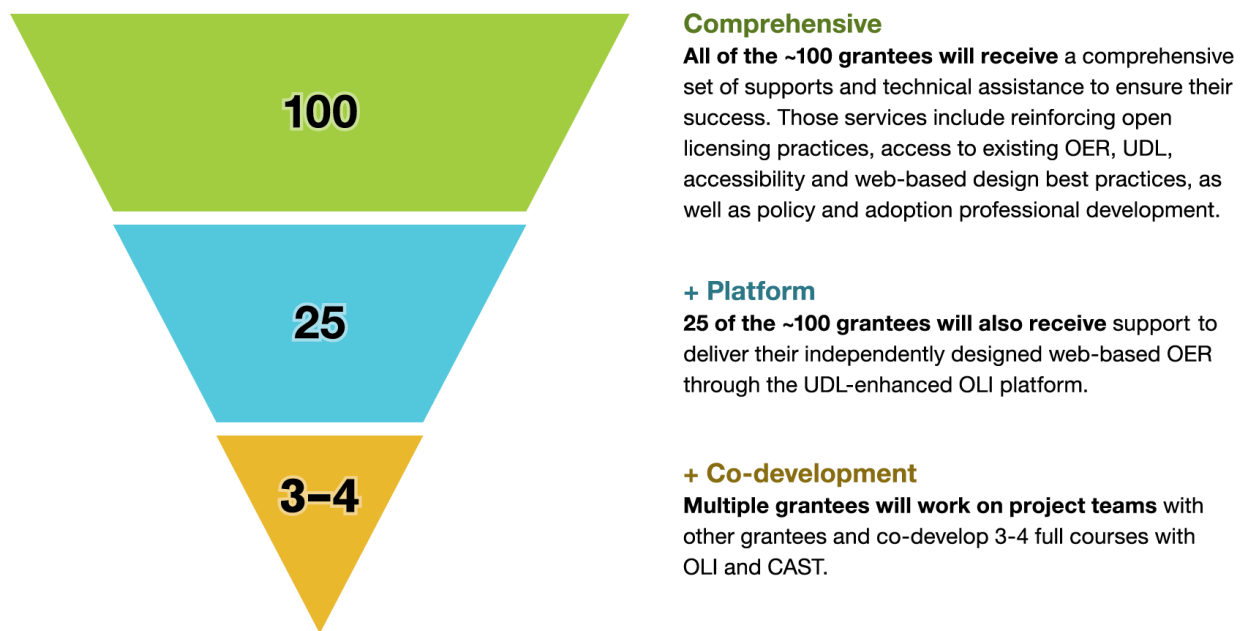 100
Comprehensive
All of the ~100 grantees will receive a comprehensive
set of supports and technical assistance to ensure their
success. Those services include reinforcing open
licensing practices, access to existing OER, UDL,
accessibility and web-based design best practices, as
well as policy and adoption professional development.
25
+ Platform
25 of the ~100 grantees will also receive support to
deliver their independently designed web-based OER
through the UDL-enhanced OLI platform.
3–4
+ Co-development
Multiple grantees will work on project teams with
other grantees and co-develop 3-4 full courses with
OLI and CAST.